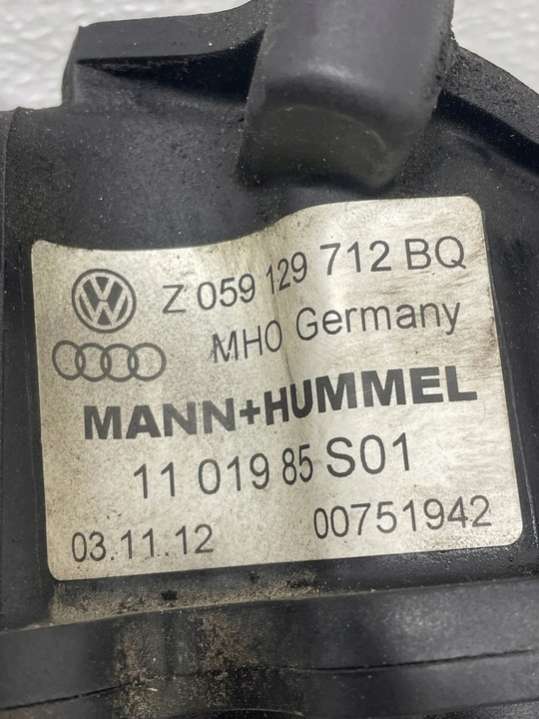 Z 059 129 712 BQ
MHO Germany
MANN+HUMMEL
11 019 85 S01
03.11.12 00751942